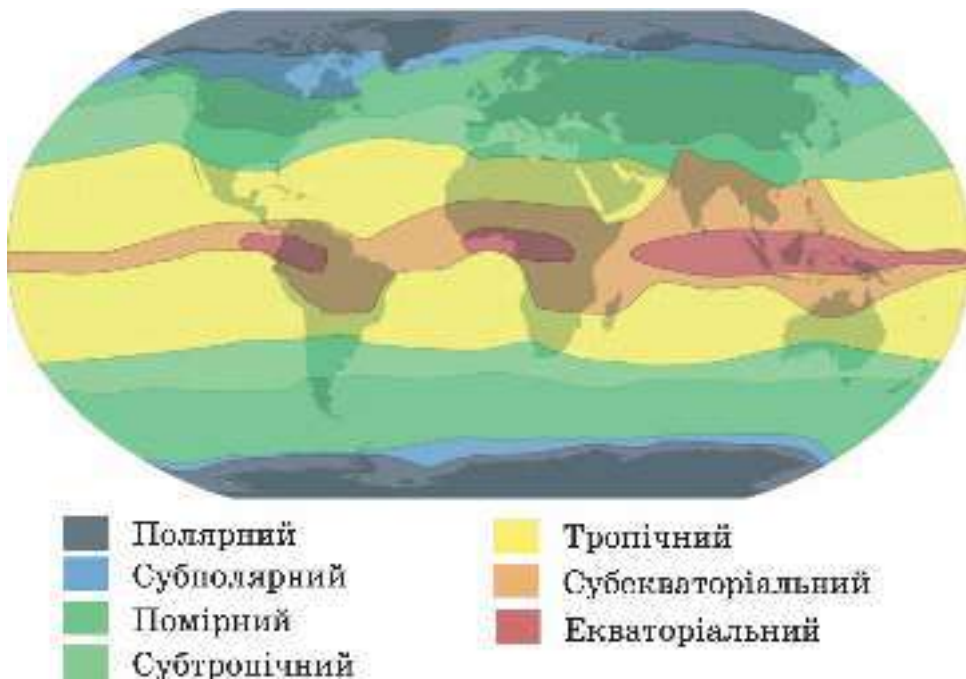 Полярний
Субполярний
Помірний
Субтропічний
Тропічний
Субекваторіальний
Екваторіальний